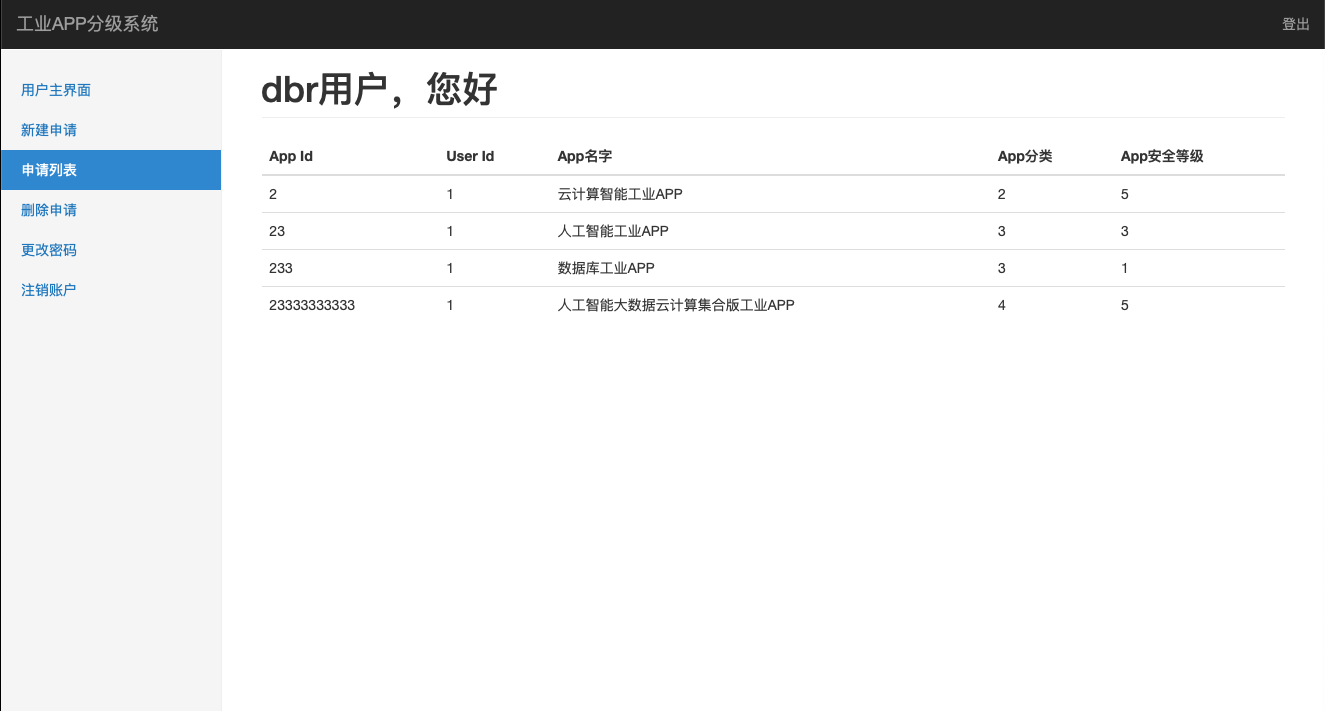 工业APP分级系统 登出
用户主界面
新建申请
申请列表
删除申请
更改密码
注销账户
dbr用户，您好
App Id User Id App名字 App分类 App安全等级
2 1 云计算智能工业APP 2 5
23 1 人工智能工业APP 3 3
233 1 数据库工业APP 3 1
23333333333 1 人工智能大数据云计算集合版工业APP 4 5